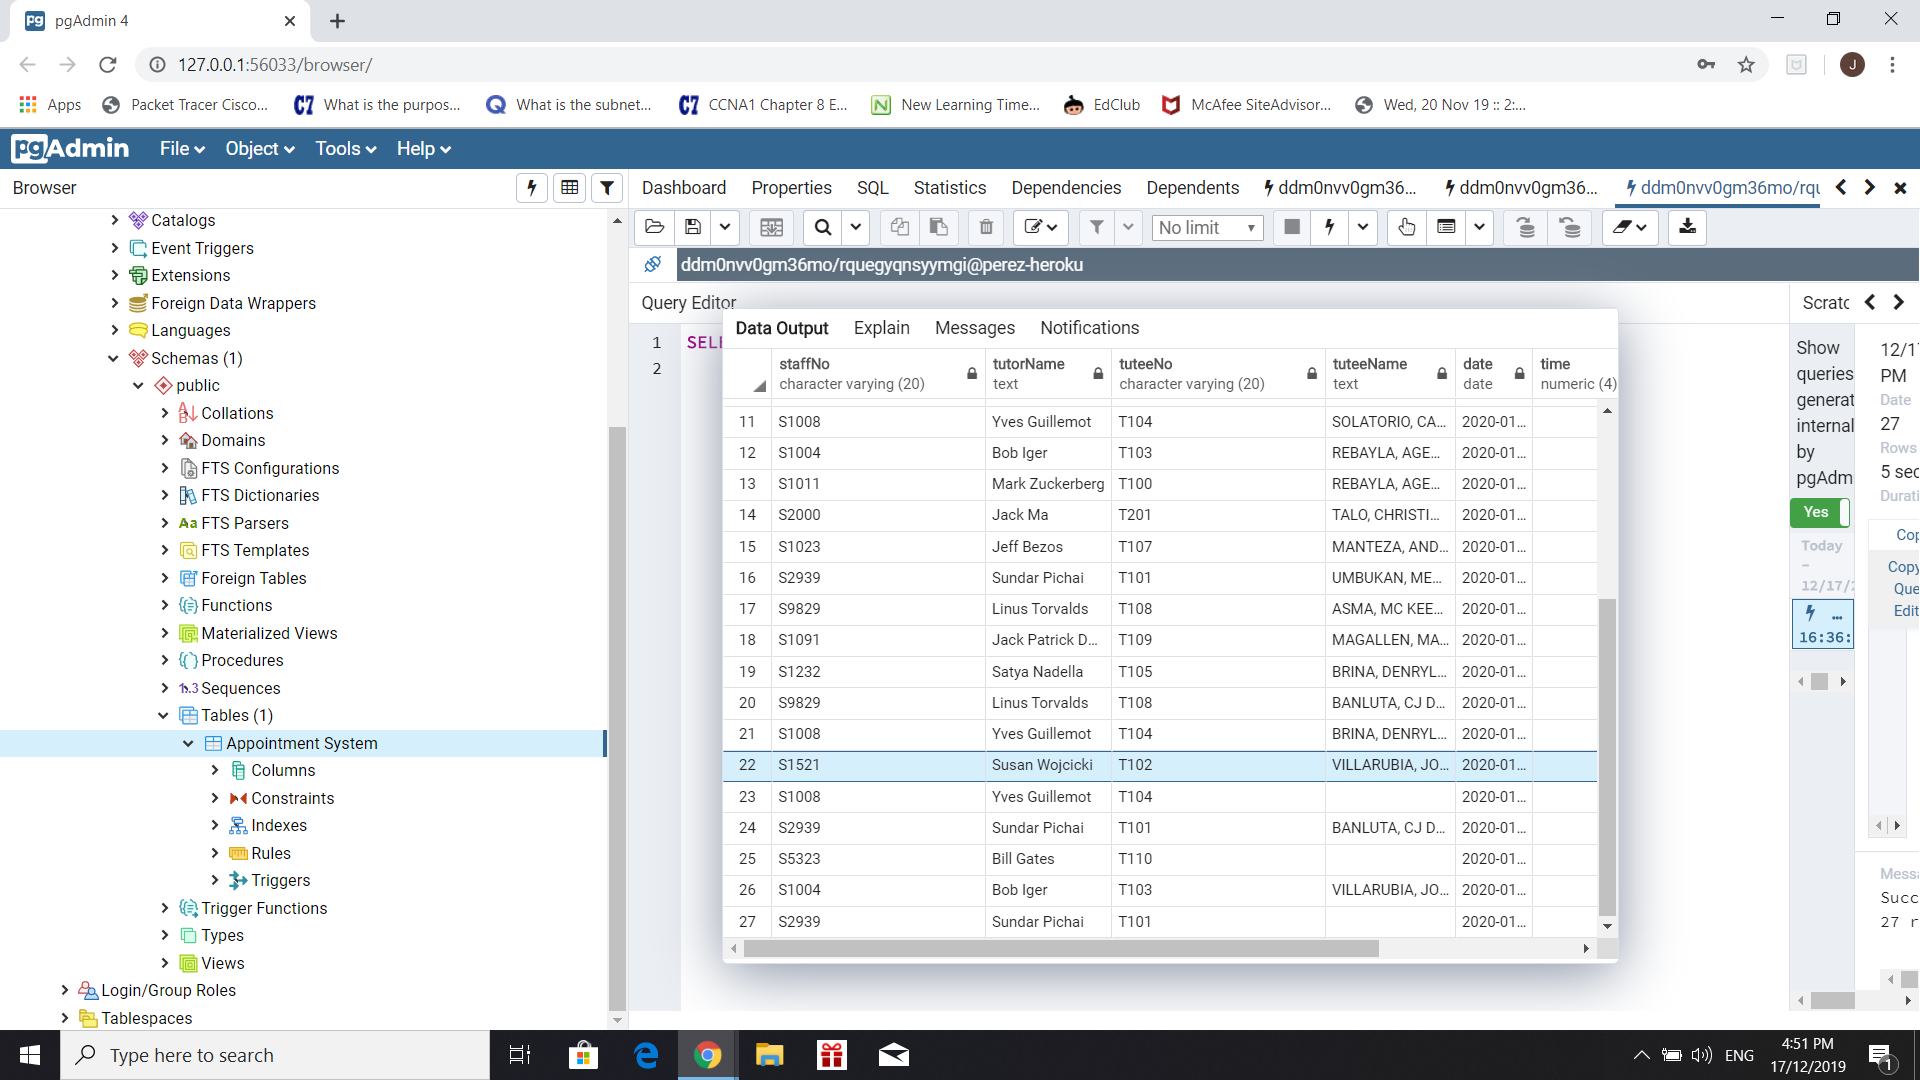 pgAdmin 4
127.0.0.1:56033/browser/
J
Apps
Packet Tracer Cisco...
What is the purpos...
What is the subnet...
CCNA1 Chapter 8 E...
New Learning Time...
EdClub
McAfee SiteAdvisor...
Wed, 20 Nov 19 :: 2:...
pgAdmin File Object Tools Help
Browser
Dashboard Properties SQL Statistics Dependencies Dependents ddm0nvv0gm36... ddm0nvv0gm36... ddm0nvv0gm36mo/rqu
No limit
ddm0nvv0gm36mo/rquegyqnsyymgi@perez-heroku
Catalogs
Event Triggers
Extensions
Foreign Data Wrappers
Languages
Schemas (1)
public
Collations
Domains
FTS Configurations
FTS Dictionaries
FTS Parsers
FTS Templates
Foreign Tables
Functions
Materialized Views
Procedures
1..3 Sequences
Tables (1)
Appointment System
Columns
Constraints
Indexes
Rules
Triggers
Trigger Functions
Types
Views
Login/Group Roles
Tablespaces
Query Editor
1 SELE
2
Data Output Explain Messages Notifications
staffNo tutorName tuteeNo tuteeName date time
character varying (20) text character varying (20) text date numeric (4)
11 S1008 Yves Guillemot T104 SOLATORIO, CA... 2020-01...
12 S1004 Bob Iger T103 REBAYLA, AGE... 2020-01...
13 S1011 Mark Zuckerberg T100 REBAYLA, AGE... 2020-01...
14 S2000 Jack Ma T201 TALO, CHRISTI... 2020-01...
15 S1023 Jeff Bezos T107 MANTEZA, AND... 2020-01...
16 S2939 Sundar Pichai T101 UMBUKAN, ME... 2020-01...
17 S9829 Linus Torvalds T108 ASMA, MC KEE... 2020-01...
18 S1091 Jack Patrick D... T109 MAGALLEN, MA... 2020-01...
19 S1232 Satya Nadella T105 BRINA, DENRYL... 2020-01...
20 S9829 Linus Torvalds T108 BANLUTA, CJ D... 2020-01...
21 S1008 Yves Guillemot T104 BRINA, DENRYL... 2020-01...
22 S1521 Susan Wojcicki T102 VILLARUBIA, JO... 2020-01...
23 S1008 Yves Guillemot T104 2020-01...
24 S2939 Sundar Pichai T101 BANLUTA, CJ D... 2020-01...
25 S5323 Bill Gates T110 2020-01...
26 S1004 Bob Iger T103 VILLARUBIA, JO... 2020-01...
27 S2939 Sundar Pichai T101 2020-01...
Scratc
Show
queries
generat
internal
by
pgAdm
Yes
Today
–
12/17/2
16:36:
12/1
PM
Date
27
Rows
5 sec
Durati
Cop
Copy
Que
Edit
Messa
Succ
27 r
Type here to search
ENG
4:51 PM
17/12/2019
1